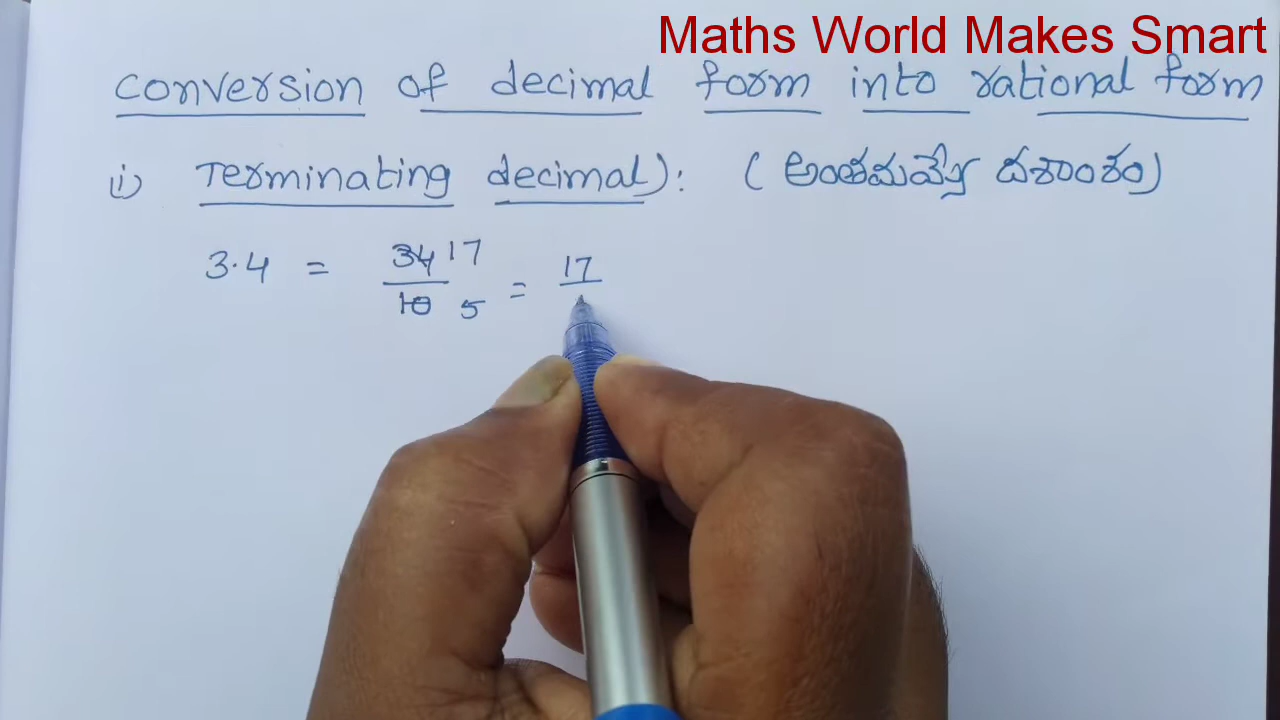 Maths World Makes Smart
conversion of decimal form into rational form
i) Terminating decimal): (అంతమయ్యే దశాంశం)
3.4 = 34/10 17/5 = 17/